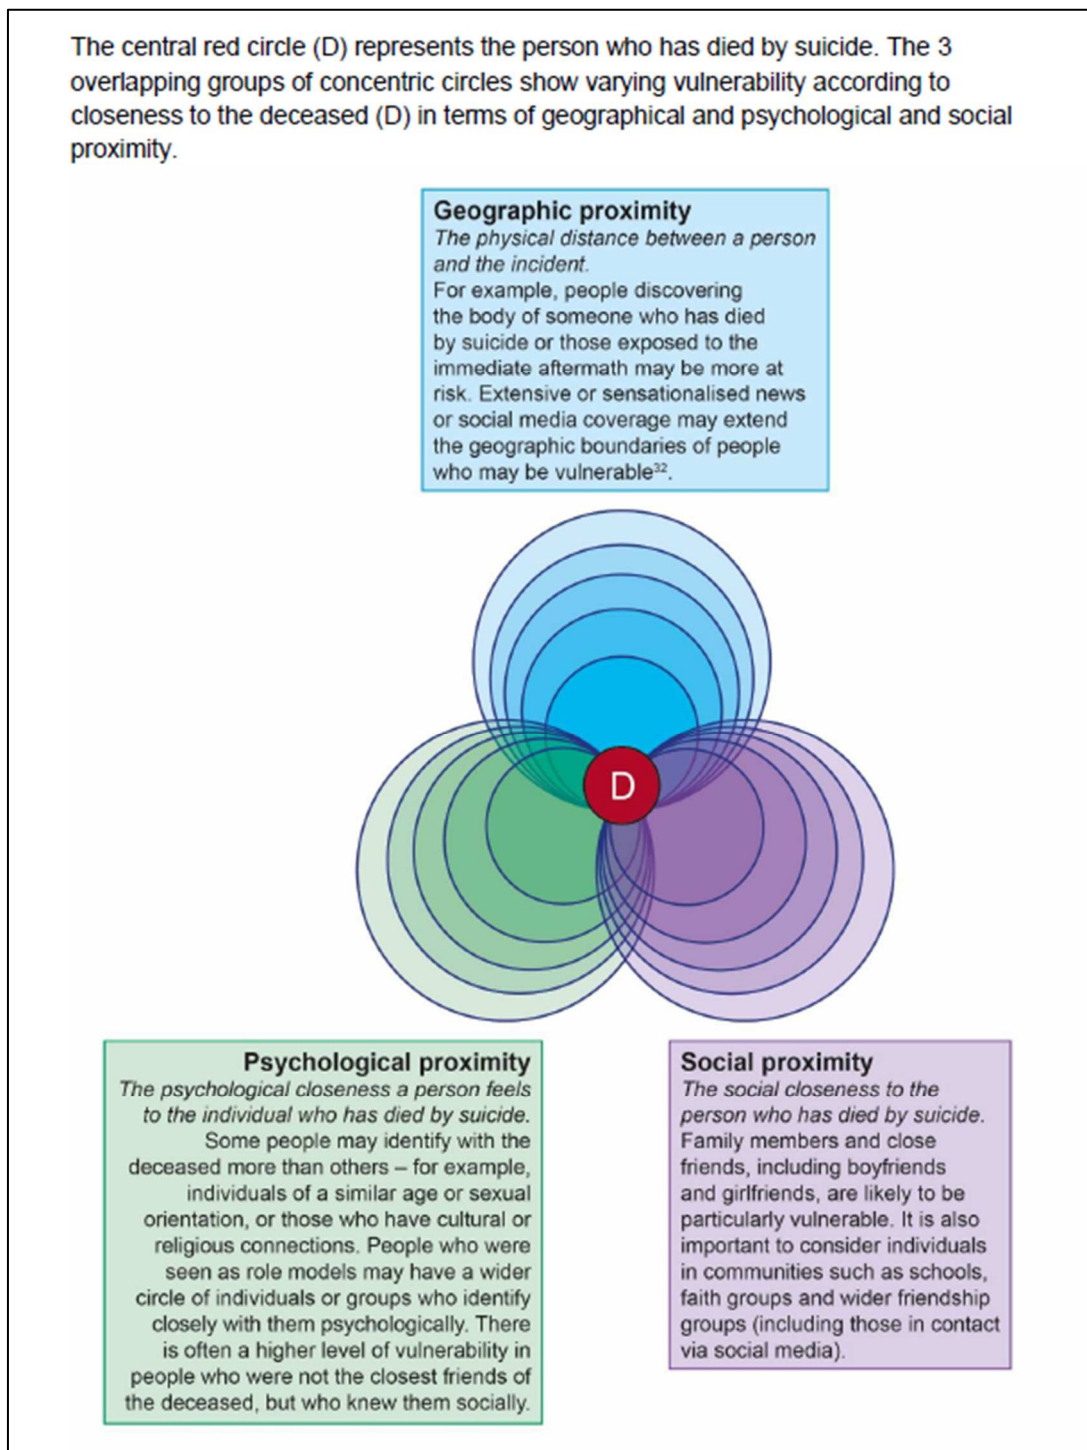 The central red circle (D) represents the person who has died by suicide. The 3
overlapping groups of concentric circles show varying vulnerability according to
closeness to the deceased (D) in terms of geographical and psychological and social
proximity.
Geographic proximity
The physical distance between a person
and the incident.
For example, people discovering
the body of someone who has died
by suicide or those exposed to the
immediate aftermath may be more at
risk. Extensive or sensationalised news
or social media coverage may extend
the geographic boundaries of people
who may be vulnerable³².
D
Psychological proximity
The psychological closeness a person feels
to the individual who has died by suicide.
Some people may identify with the
deceased more than others – for example,
individuals of a similar age or sexual
orientation, or those who have cultural or
religious connections. People who were
seen as role models may have a wider
circle of individuals or groups who identify
closely with them psychologically. There
is often a higher level of vulnerability in
people who were not the closest friends of
the deceased, but who knew them socially.
Social proximity
The social closeness to the
person who has died by suicide.
Family members and close
friends, including boyfriends
and girlfriends, are likely to be
particularly vulnerable. It is also
important to consider individuals
in communities such as schools,
faith groups and wider friendship
groups (including those in contact
via social media).